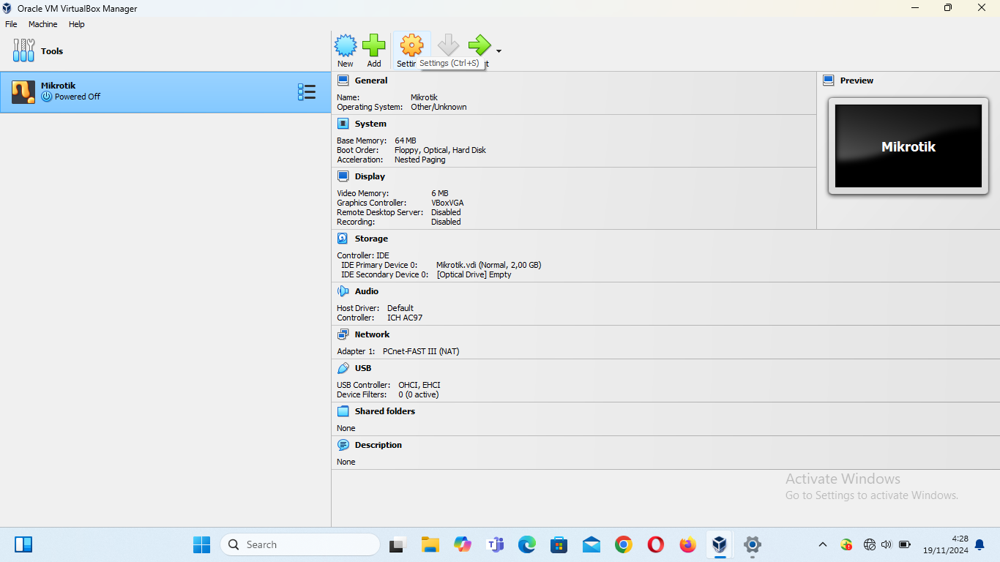 Oracle VM VirtualBox Manager
File Machine Help
Tools
New Add Settin Settings (Ctrl+S) t
Mikrotik
Powered Off
General
Name: Mikrotik
Operating System: Other/Unknown
System
Base Memory: 64 MB
Boot Order: Floppy, Optical, Hard Disk
Acceleration: Nested Paging
Display
Video Memory: 6 MB
Graphics Controller: VBoxVGA
Remote Desktop Server: Disabled
Recording: Disabled
Preview
Mikrotik
Storage
Controller: IDE
IDE Primary Device 0: Mikrotik.vdi (Normal, 2,00 GB)
IDE Secondary Device 0: [Optical Drive] Empty
Audio
Host Driver: Default
Controller: ICH AC97
Network
Adapter 1: PCnet-FAST III (NAT)
USB
USB Controller: OHCI, EHCI
Device Filters: 0 (0 active)
Shared folders
None
Description
None
Activate Windows
Go to Settings to activate Windows.
Search
4:28
19/11/2024